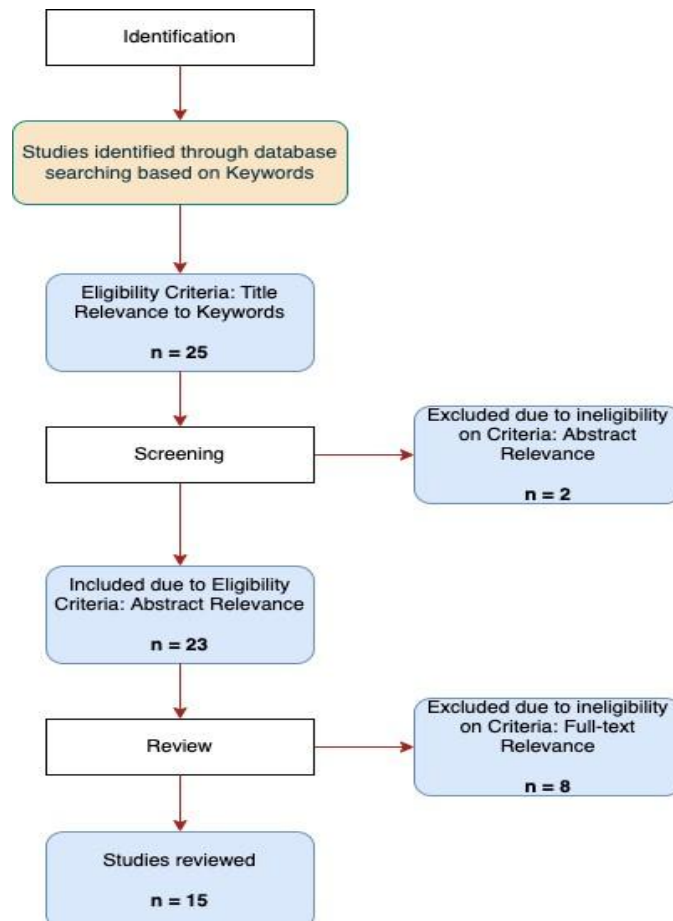 Identification
Studies identified through database
searching based on Keywords
Eligibility Criteria: Title
Relevance to Keywords
n = 25
Screening
Excluded due to ineligibility
on Criteria: Abstract
Relevance
n = 2
Included due to Eligibility
Criteria: Abstract Relevance
n = 23
Review
Excluded due to ineligibility
on Criteria: Full-text
Relevance
n = 8
Studies reviewed
n = 15